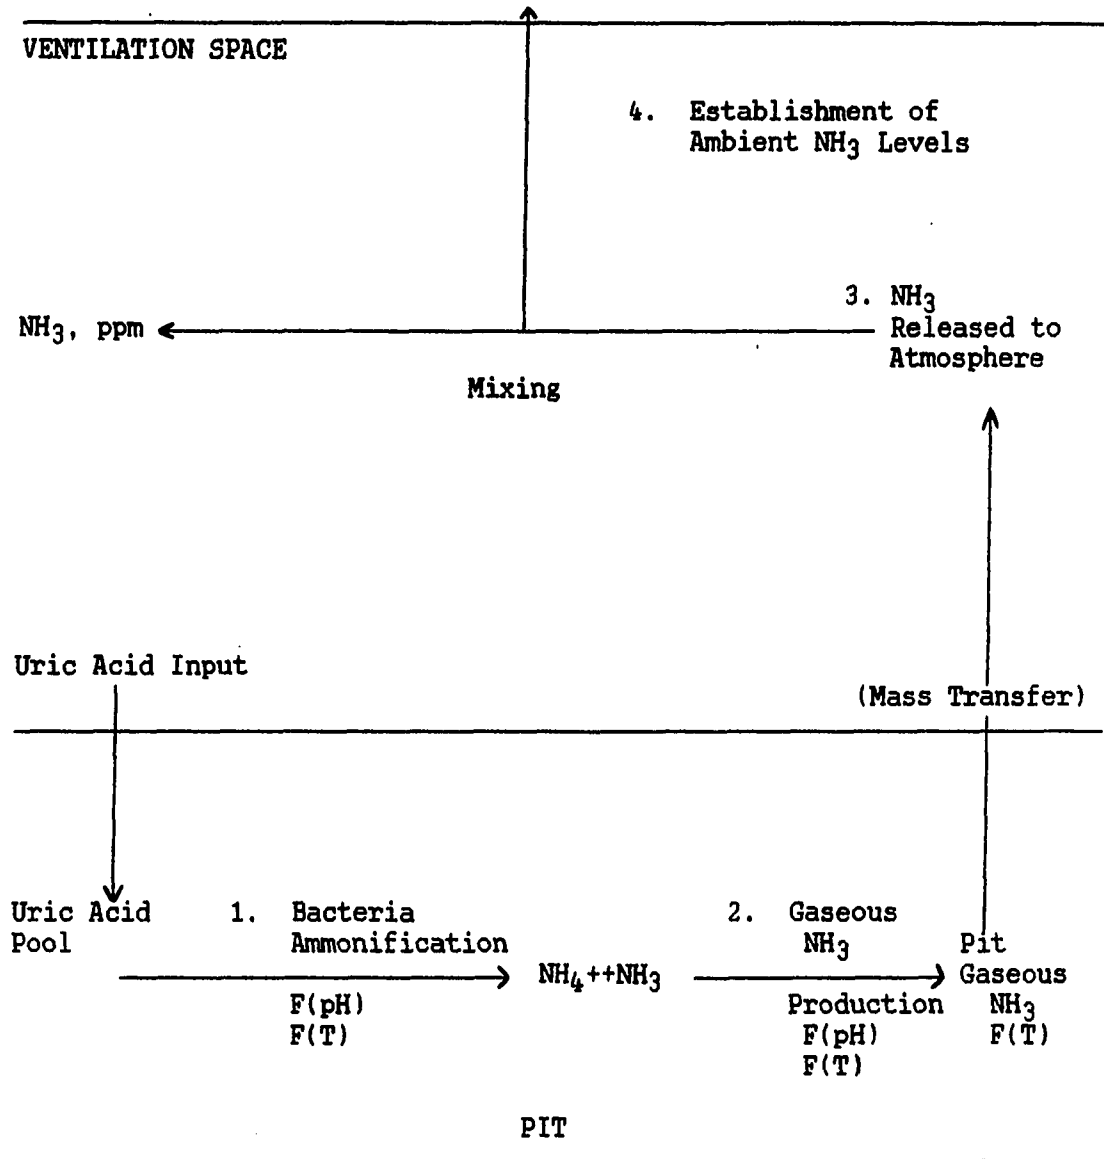 VENTILATION SPACE
4. Establishment of
Ambient NH3 Levels
3. NH3
Released to
Atmosphere
NH3, ppm
Mixing
Uric Acid Input
(Mass Transfer)
Uric Acid
Pool
1. Bacteria
Ammonification
F(pH)
F(T)
NH4++NH3
2. Gaseous
NH3
Production
F(pH)
F(T)
Pit
Gaseous
NH3
F(T)
PIT